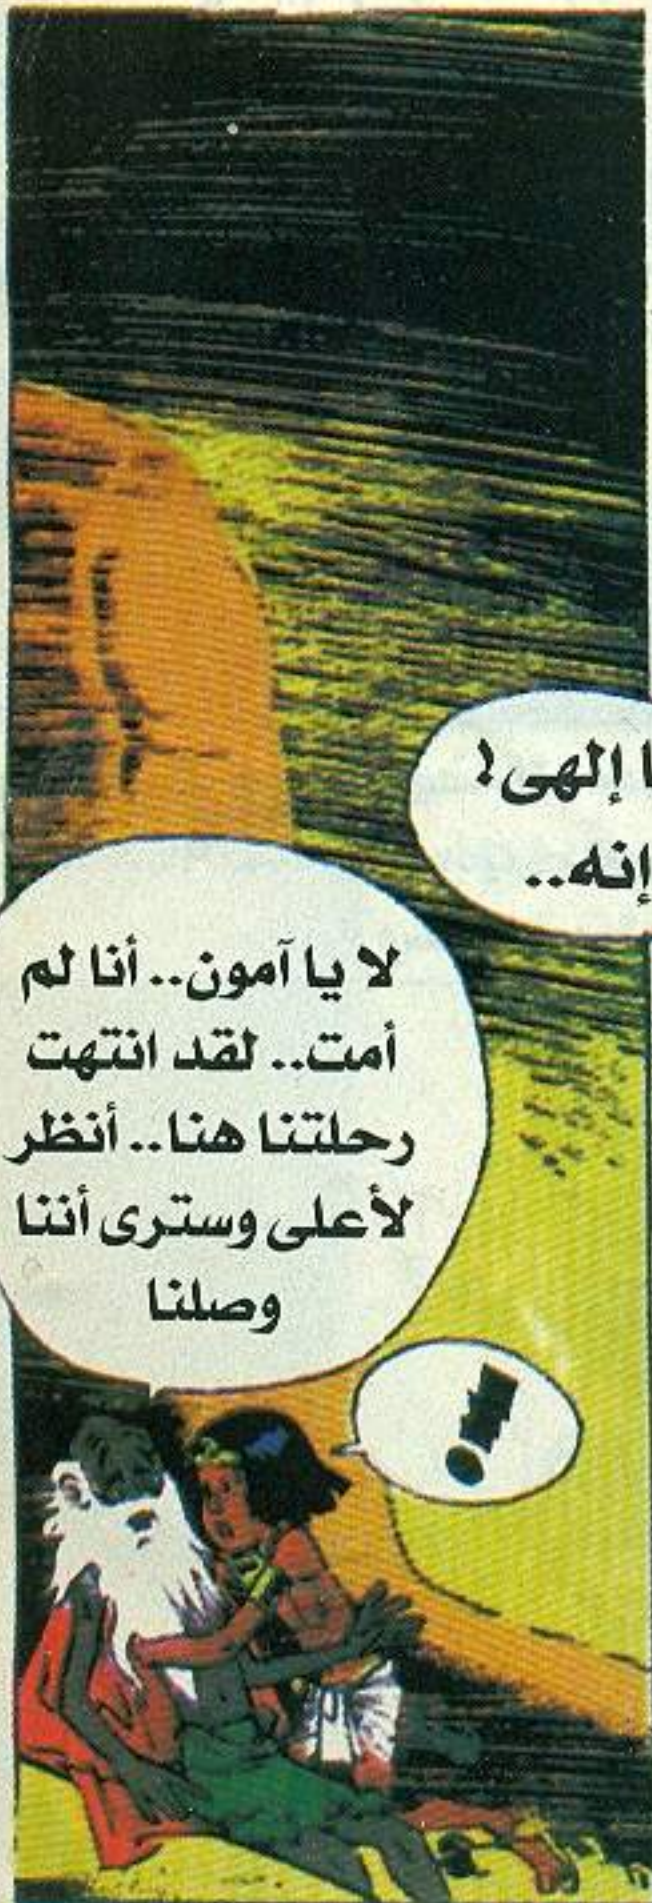 ا إلهى!
إنه..
لا يا آمون.. أنا لم
أمت.. لقد انتهت
رحلتنا هنا.. أنظر
لأعلى وسترى أننا
وصلنا
!